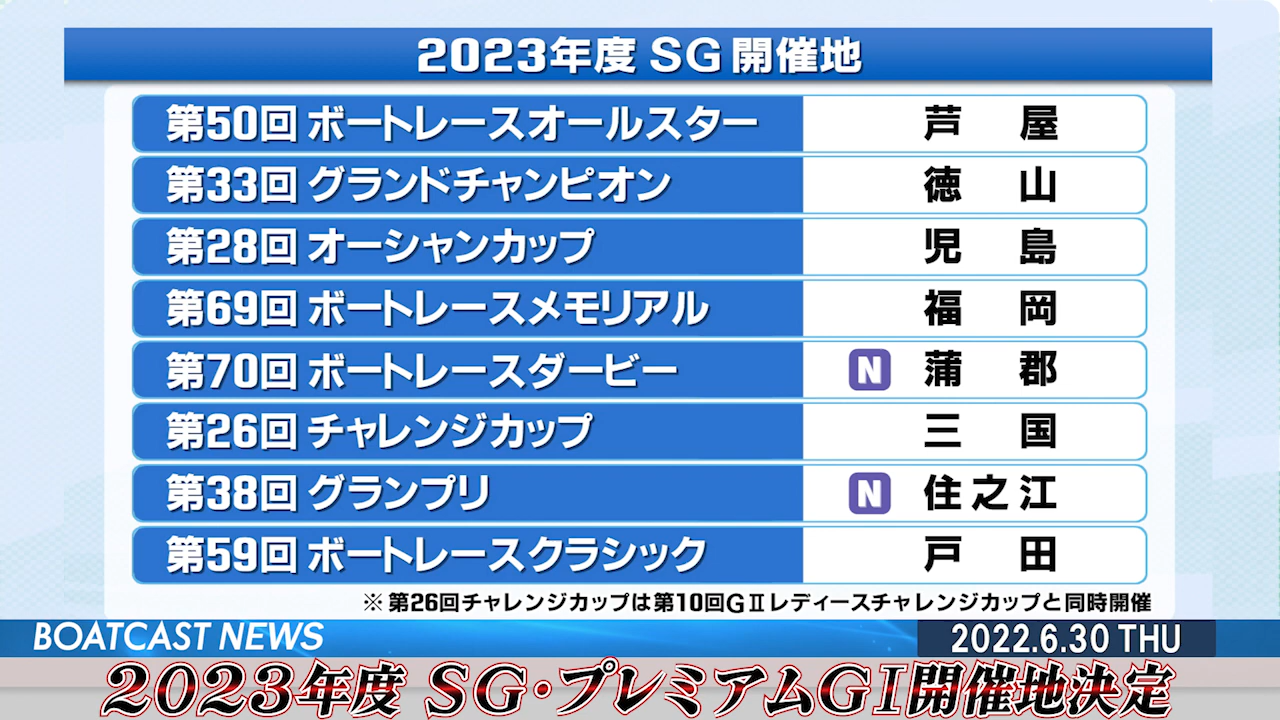 2023年度 SG 開催地
第50回 ボートレースオールスター 芦屋
第33回 グランドチャンピオン 徳山
第28回 オーシャンカップ 児島
第69回 ボートレースメモリアル 福岡
第70回 ボートレースダービー N 蒲郡
第26回 チャレンジカップ 三国
第38回 グランプリ N 住之江
第59回 ボートレースクラシック 戸田
※ 第26回チャレンジカップは第10回GⅡレディースチャレンジカップと同時開催
BOATCAST NEWS 2022.6.30 THU
2023年度 SG・プレミアムGI開催地決定